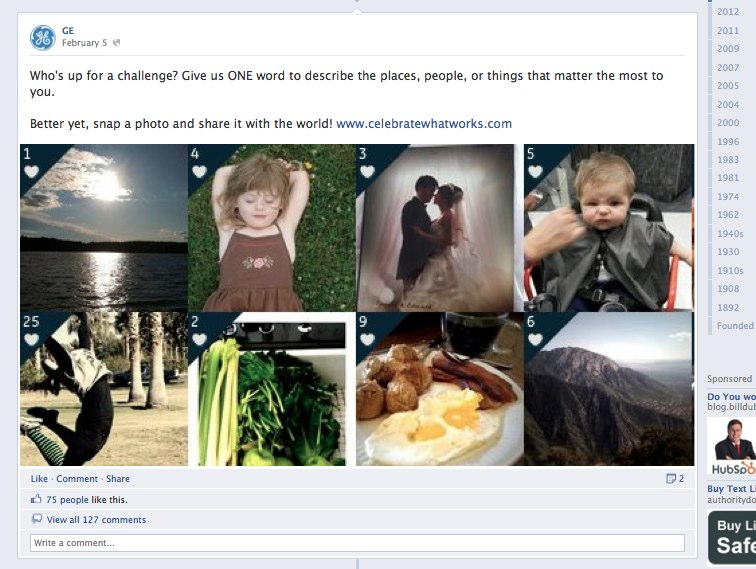 GE
February 5
Who's up for a challenge? Give us ONE word to describe the places, people, or things that matter the most to
you.
Better yet, snap a photo and share it with the world! www.celebratewhatworks.com
1
4
3
5
25
2
9
6
Like · Comment · Share
2
75 people like this.
View all 127 comments
Write a comment...
2012
2011
2009
2007
2005
2004
2000
1996
1983
1981
1974
1962
1940s
1930
1910s
1908
1892
Founded
Sponsored
Do You wo
blog.billdub
HubSpo
Buy Text Li
authoritydo
Buy Li
Safe